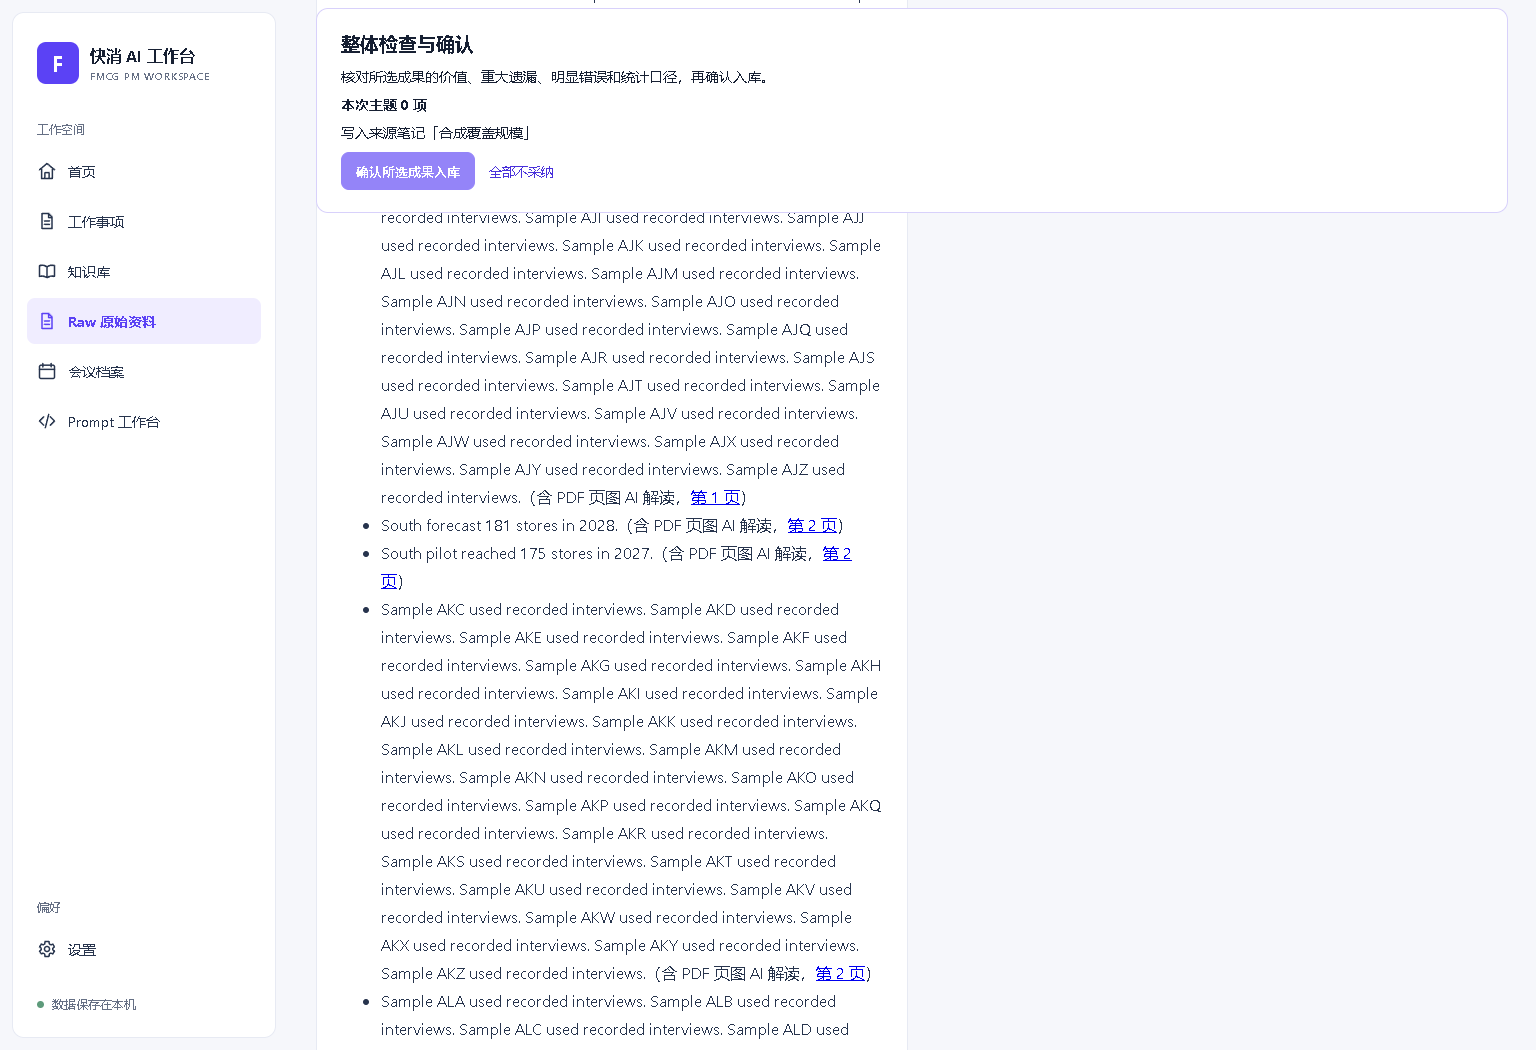 F
快消 AI 工作台
FMCG PM WORKSPACE
工作空间
首页
工作事项
知识库
Raw 原始资料
会议档案
Prompt 工作台
偏好
设置
数据保存在本机
整体检查与确认
核对所选成果的价值、重大遗漏、明显错误和统计口径，再确认入库。
本次主题 0 项
写入来源笔记「合成覆盖规模」
确认所选成果入库 全部不采纳
recorded interviews. Sample AJI used recorded interviews. Sample AJJ
used recorded interviews. Sample AJK used recorded interviews. Sample
AJL used recorded interviews. Sample AJM used recorded interviews.
Sample AJN used recorded interviews. Sample AJO used recorded
interviews. Sample AJP used recorded interviews. Sample AJQ used
recorded interviews. Sample AJR used recorded interviews. Sample AJS
used recorded interviews. Sample AJT used recorded interviews. Sample
AJU used recorded interviews. Sample AJV used recorded interviews.
Sample AJW used recorded interviews. Sample AJX used recorded
interviews. Sample AJY used recorded interviews. Sample AJZ used
recorded interviews.（含 PDF 页图 AI 解读，第 1 页）
• South forecast 181 stores in 2028.（含 PDF 页图 AI 解读，第 2 页）
• South pilot reached 175 stores in 2027.（含 PDF 页图 AI 解读，第 2
页）
• Sample AKC used recorded interviews. Sample AKD used recorded
interviews. Sample AKE used recorded interviews. Sample AKF used
recorded interviews. Sample AKG used recorded interviews. Sample AKH
used recorded interviews. Sample AKI used recorded interviews. Sample
AKJ used recorded interviews. Sample AKK used recorded interviews.
Sample AKL used recorded interviews. Sample AKM used recorded
interviews. Sample AKN used recorded interviews. Sample AKO used
recorded interviews. Sample AKP used recorded interviews. Sample AKQ
used recorded interviews. Sample AKR used recorded interviews.
Sample AKS used recorded interviews. Sample AKT used recorded
interviews. Sample AKU used recorded interviews. Sample AKV used
recorded interviews. Sample AKW used recorded interviews. Sample
AKX used recorded interviews. Sample AKY used recorded interviews.
Sample AKZ used recorded interviews.（含 PDF 页图 AI 解读，第 2 页）
• Sample ALA used recorded interviews. Sample ALB used recorded
interviews. Sample ALC used recorded interviews. Sample ALD used